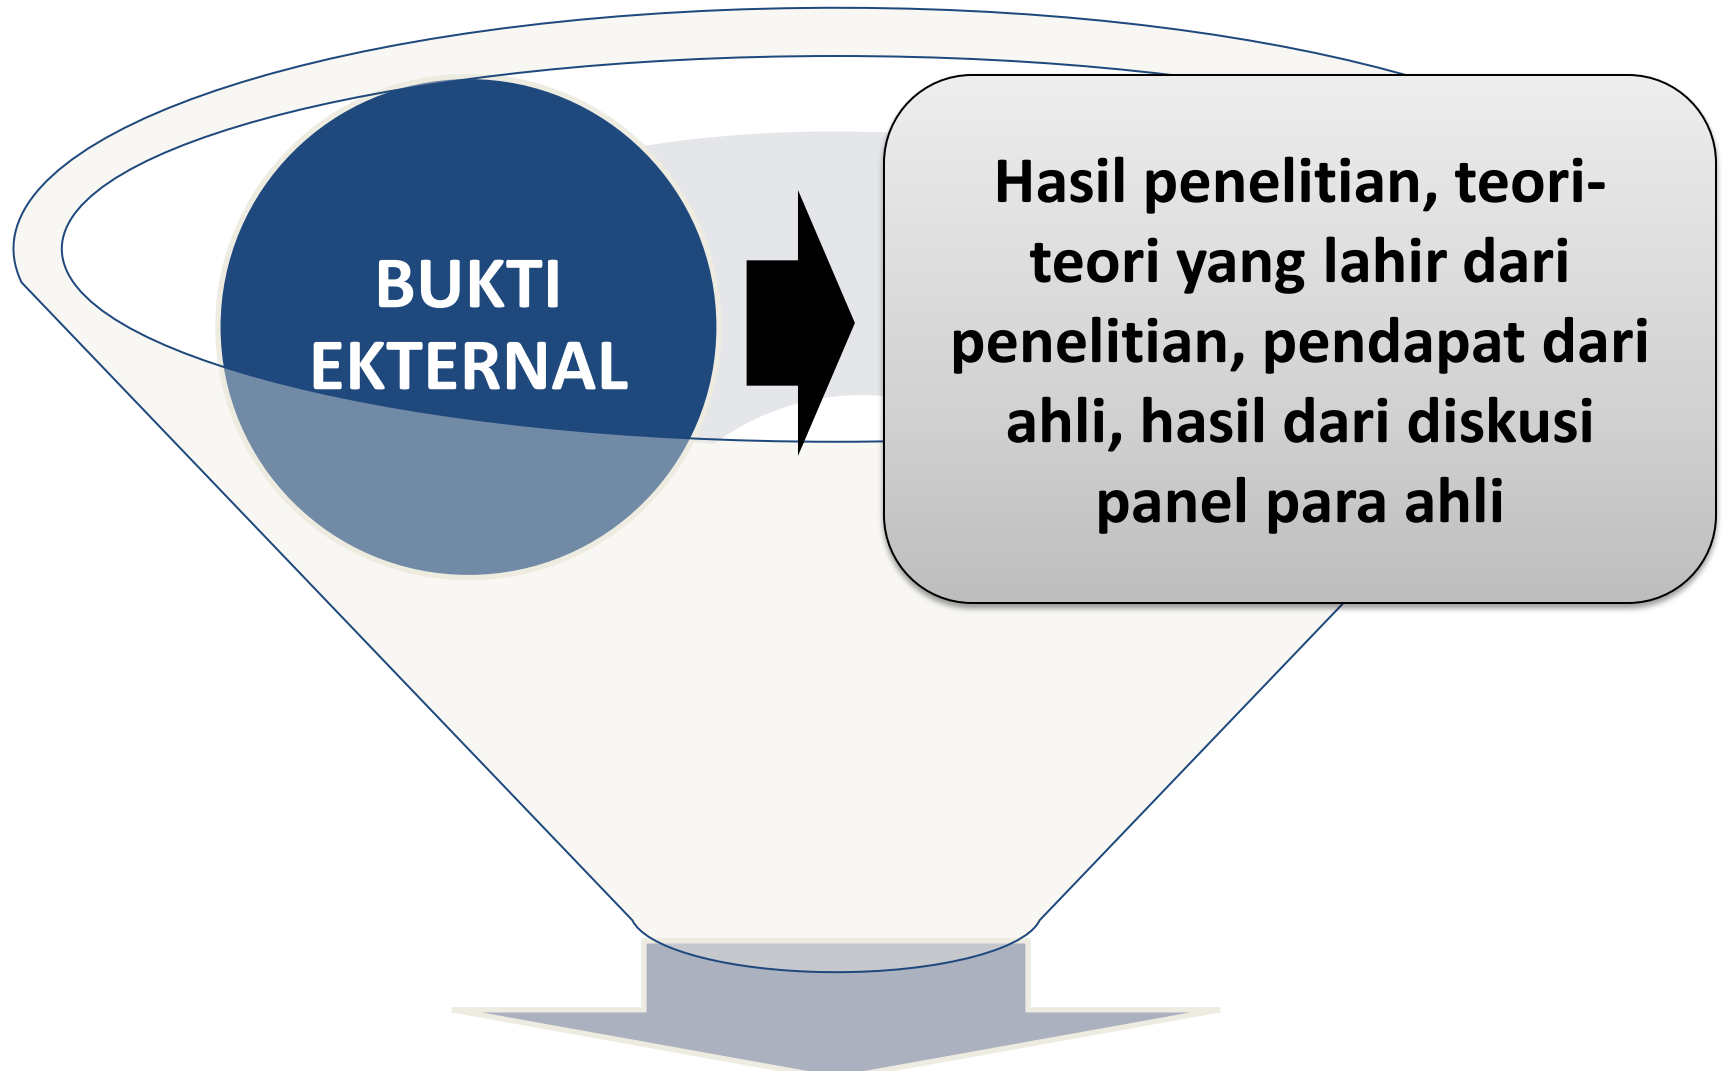 BUKTI
EKTERNAL
Hasil penelitian, teori-
teori yang lahir dari
penelitian, pendapat dari
ahli, hasil dari diskusi
panel para ahli